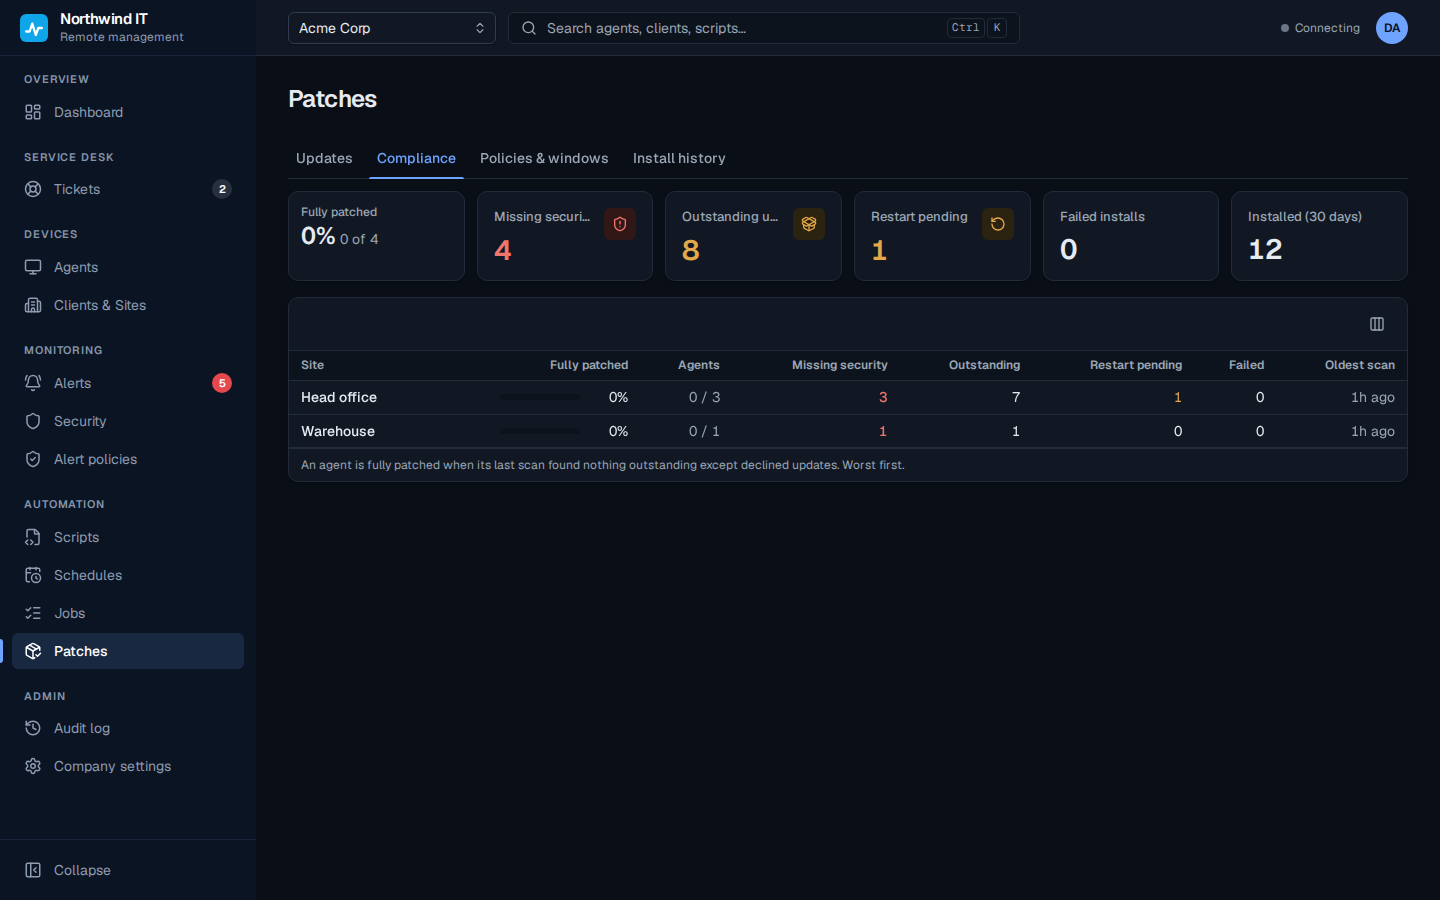 Northwind IT
Remote management
Acme Corp
Search agents, clients, scripts...
Ctrl K
Connecting
DA
OVERVIEW
Dashboard
SERVICE DESK
Tickets 2
DEVICES
Agents
Clients & Sites
MONITORING
Alerts 5
Security
Alert policies
AUTOMATION
Scripts
Schedules
Jobs
Patches
ADMIN
Audit log
Company settings
Collapse
Patches
Updates Compliance Policies & windows Install history
Fully patched
0% 0 of 4
Missing securi...
4
Outstanding u...
8
Restart pending
1
Failed installs
0
Installed (30 days)
12
Site Fully patched Agents Missing security Outstanding Restart pending Failed Oldest scan
Head office 0% 0 / 3 3 7 1 0 1h ago
Warehouse 0% 0 / 1 1 1 0 0 1h ago
An agent is fully patched when its last scan found nothing outstanding except declined updates. Worst first.